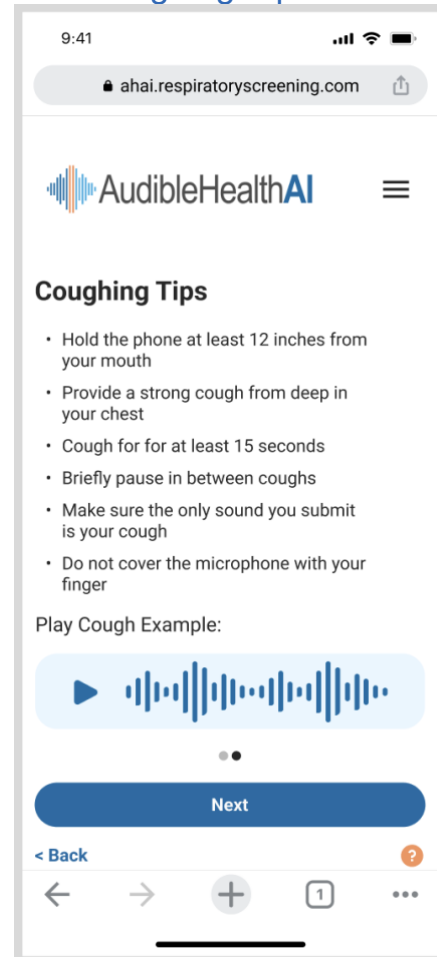 9:41
ahai.respiratoryscreening.com
AudibleHealthAI
Coughing Tips
• Hold the phone at least 12 inches from
your mouth
• Provide a strong cough from deep in
your chest
• Cough for for at least 15 seconds
• Briefly pause in between coughs
• Make sure the only sound you submit
is your cough
• Do not cover the microphone with your
finger
Play Cough Example:
Next
< Back
?
1